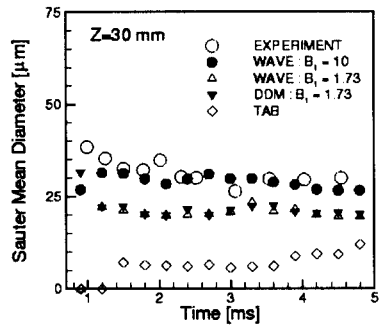 75
Z=30 mm
EXPERIMENT
WAVE : B₁ = 10
WAVE : B₁ = 1.73
DDM : B₁ = 1.73
TAB
50
25
0
Sauter Mean Diameter [μm]
1 2 3 4 5
Time [ms]